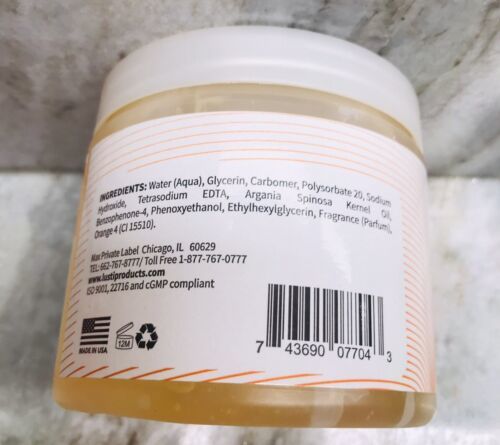 INGREDIENTS: Water (Aqua), Glycerin, Carbomer, Polysorbate 20, Sodium
Hydroxide, Tetrasodium EDTA, Argania Spinosa Kernel Oil,
Benzophenone-4, Phenoxyethanol, Ethylhexylglycerin, Fragrance (Parfum),
Orange 4 (CI 15510).
Max Private Label Chicago, IL 60629
TEL: 662-767-8777/ Toll Free 1-877-767-0777
www.lustiproducts.com
ISO 9001, 22716 and cGMP compliant
MADE IN USA
12M
7 43690 07704 3